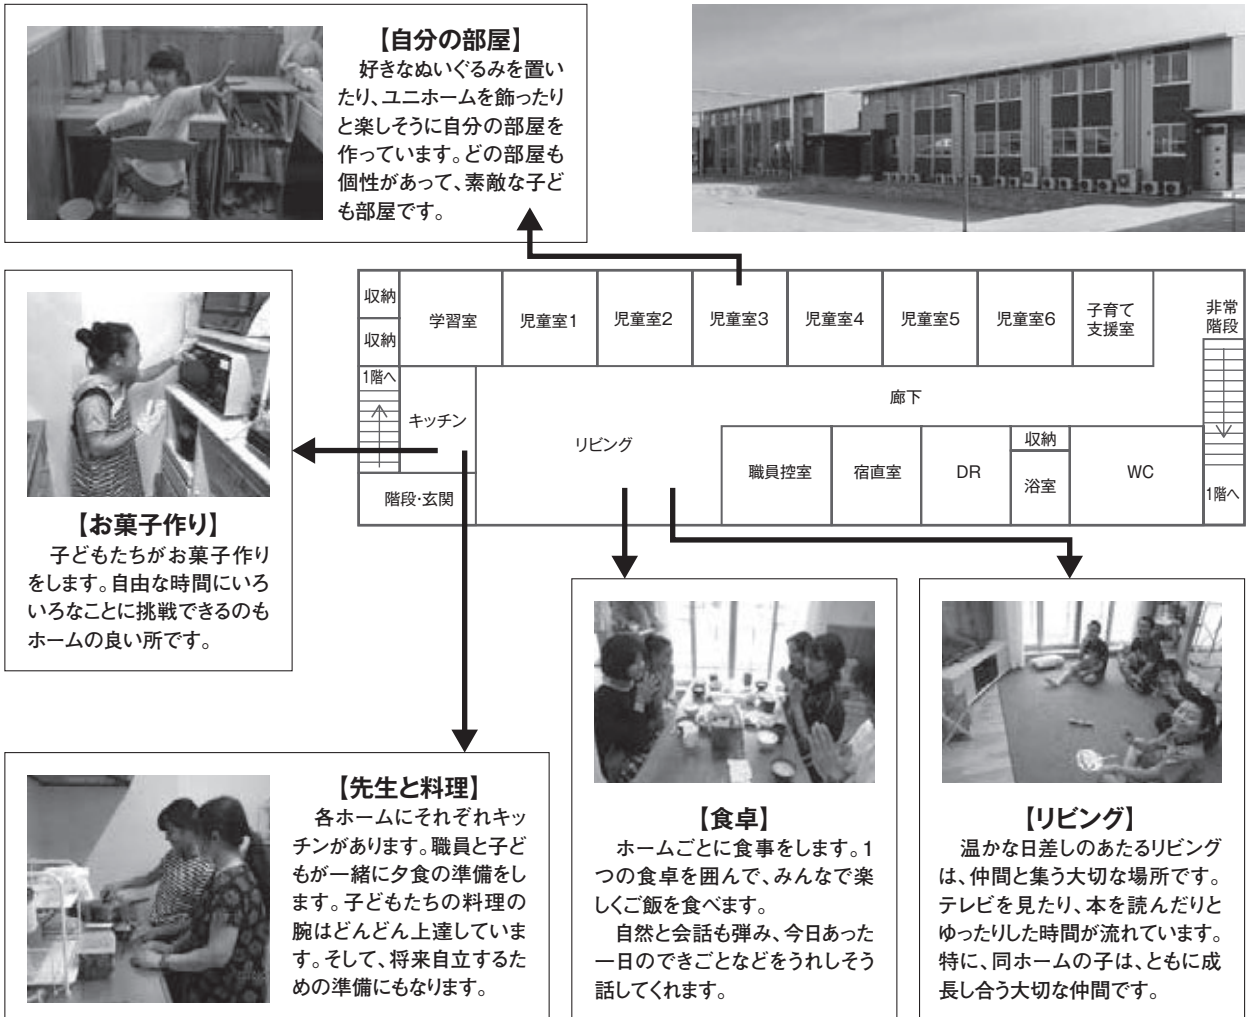 【自分の部屋】
好きなぬいぐるみを置い
たり、ユニホームを飾ったり
と楽しそうに自分の部屋を
作っています。どの部屋も
個性があって、素敵な子ど
も部屋です。
収納
収納
学習室
児童室1
児童室2
児童室3
児童室4
児童室5
児童室6
子育て
支援室
非常
階段
1階へ
キッチン
廊下
リビング
階段・玄関
職員控室
宿直室
DR
収納
浴室
WC
1階へ
【お菓子作り】
子どもたちがお菓子作り
をします。自由な時間にいろ
いろなことに挑戦できるのも
ホームの良い所です。
【先生と料理】
各ホームにそれぞれキッ
チンがあります。職員と子ど
もが一緒に夕食の準備をし
ます。子どもたちの料理の
腕はどんどん上達していま
す。そして、将来自立するた
めの準備にもなります。
【食卓】
ホームごとに食事をします。1
つの食卓を囲んで、みんなで楽
しくご飯を食べます。
自然と会話も弾み、今日あった
一日のできごとなどをうれしそう
話してくれます。
【リビング】
温かな日差しのあたるリビング
は、仲間と集う大切な場所です。
テレビを見たり、本を読んだりと
ゆったりした時間が流れています。
特に、同ホームの子は、ともに成
長し合う大切な仲間です。